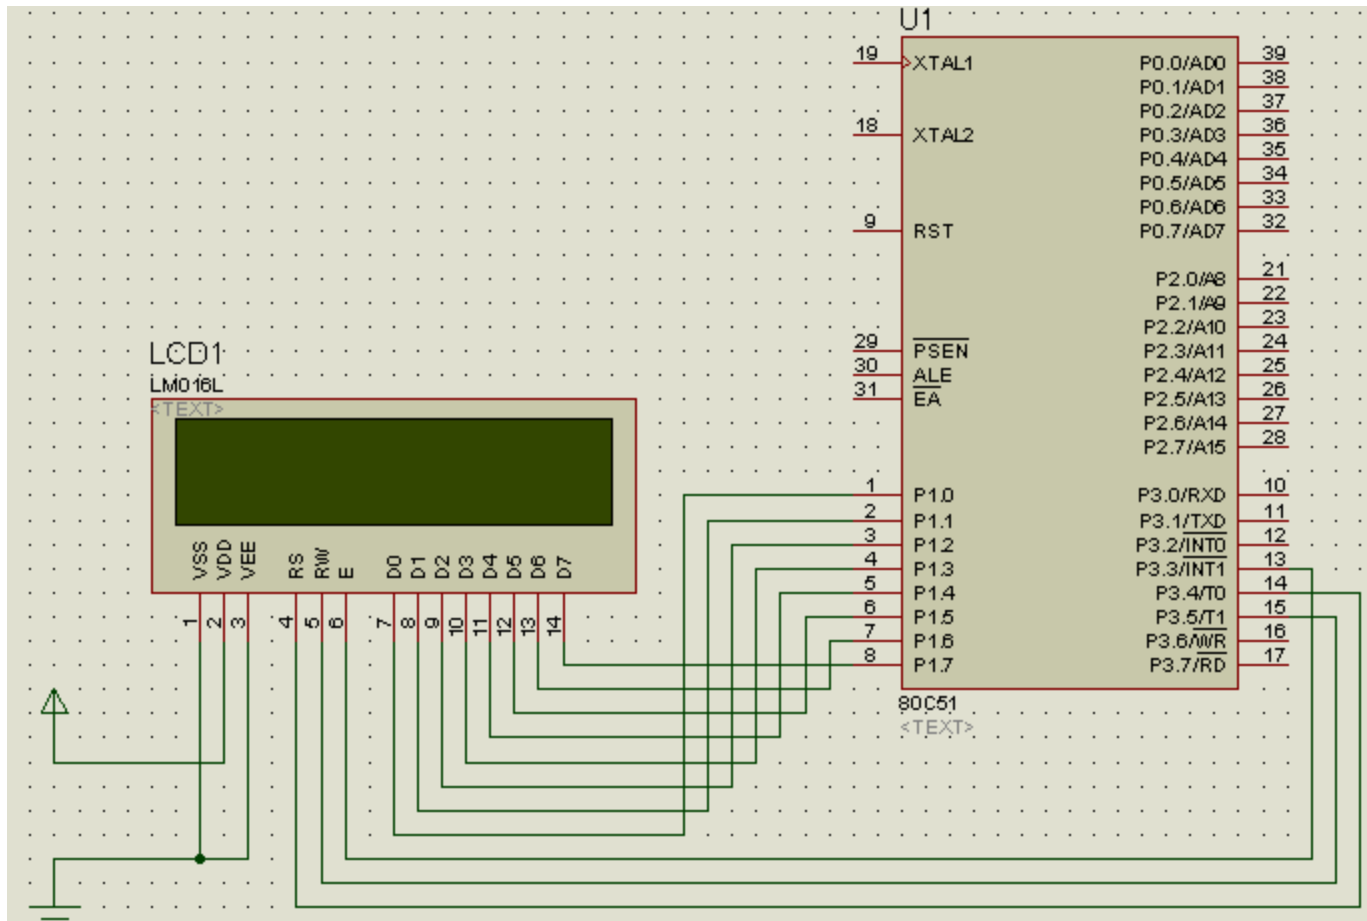 U1
19
XTAL1
18
XTAL2
9
RST
29
PSEN
30
ALE
31
EA
1
P1.0
2
P1.1
3
P1.2
4
P1.3
5
P1.4
6
P1.5
7
P1.6
8
P1.7
P0.0/AD0
39
P0.1/AD1
38
P0.2/AD2
37
P0.3/AD3
36
P0.4/AD4
35
P0.5/AD5
34
P0.6/AD6
33
P0.7/AD7
32
P2.0/A8
21
P2.1/A9
22
P2.2/A10
23
P2.3/A11
24
P2.4/A12
25
P2.5/A13
26
P2.6/A14
27
P2.7/A15
28
P3.0/RXD
10
P3.1/TXD
11
P3.2/INT0
12
P3.3/INT1
13
P3.4/T0
14
P3.5/T1
15
P3.6/WR
16
P3.7/RD
17
80C51
<TEXT>
LCD1
LM016L
<TEXT>
VSS
VDD
VEE
RS
RW
E
D0
D1
D2
D3
D4
D5
D6
D7
1
2
3
4
5
6
7
8
9
10
11
12
13
14